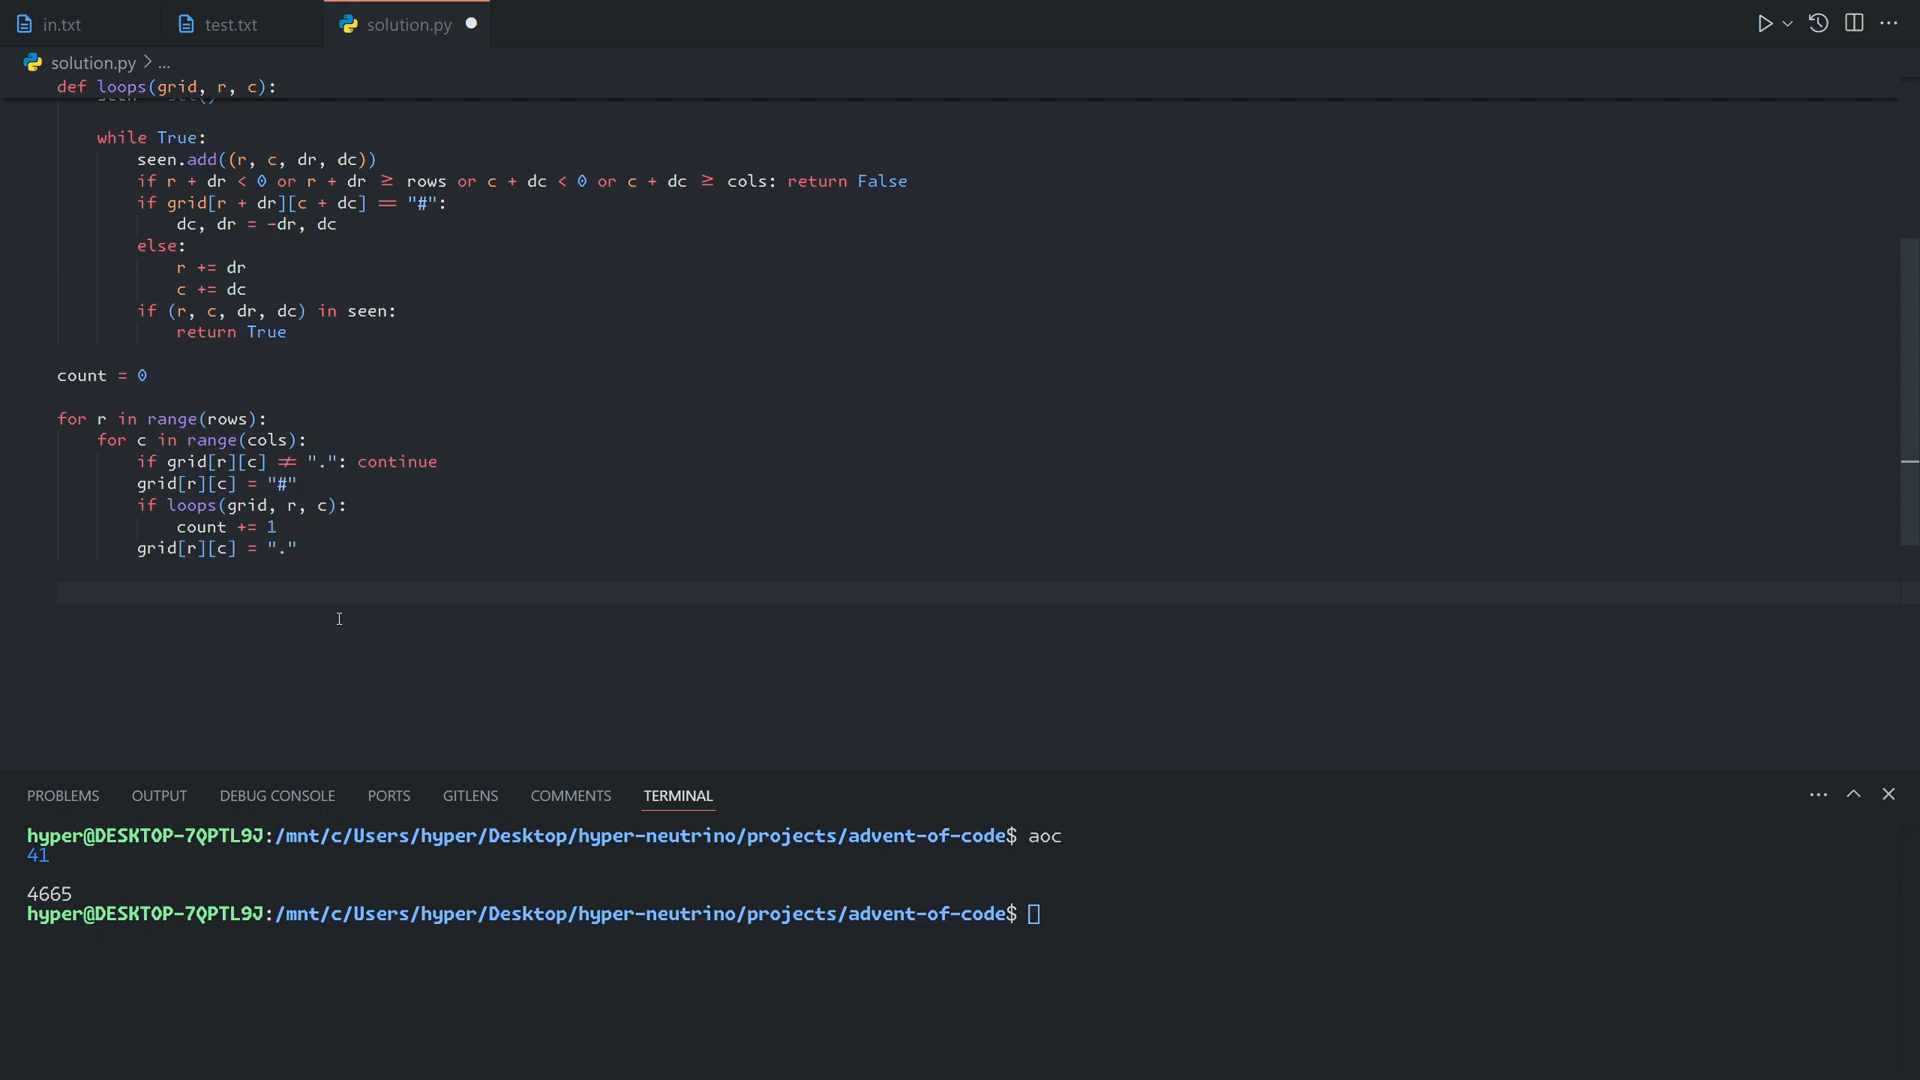 in.txt
test.txt
solution.py
solution.py > ...
def loops(grid, r, c):
while True:
seen.add((r, c, dr, dc))
if r + dr < 0 or r + dr ≥ rows or c + dc < 0 or c + dc ≥ cols: return False
if grid[r + dr][c + dc] == "#":
dc, dr = -dr, dc
else:
r += dr
c += dc
if (r, c, dr, dc) in seen:
return True
count = 0
for r in range(rows):
for c in range(cols):
if grid[r][c] ≠ ".": continue
grid[r][c] = "#"
if loops(grid, r, c):
count += 1
grid[r][c] = "."
PROBLEMS OUTPUT DEBUG CONSOLE PORTS GITLENS COMMENTS TERMINAL
hyper@DESKTOP-7QPTL9J:/mnt/c/Users/hyper/Desktop/hyper-neutrino/projects/advent-of-code$ aoc
41
4665
hyper@DESKTOP-7QPTL9J:/mnt/c/Users/hyper/Desktop/hyper-neutrino/projects/advent-of-code$